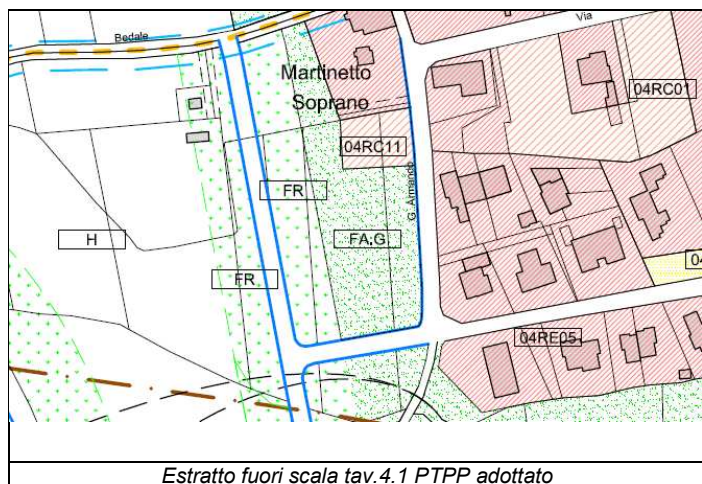 Bedale
Via
Martinetto
Soprano
04RC01
04RC11
G. Armando
FR
H
FA.G
FR
04
04RE05
Estratto fuori scala tav.4.1 PTPP adottato